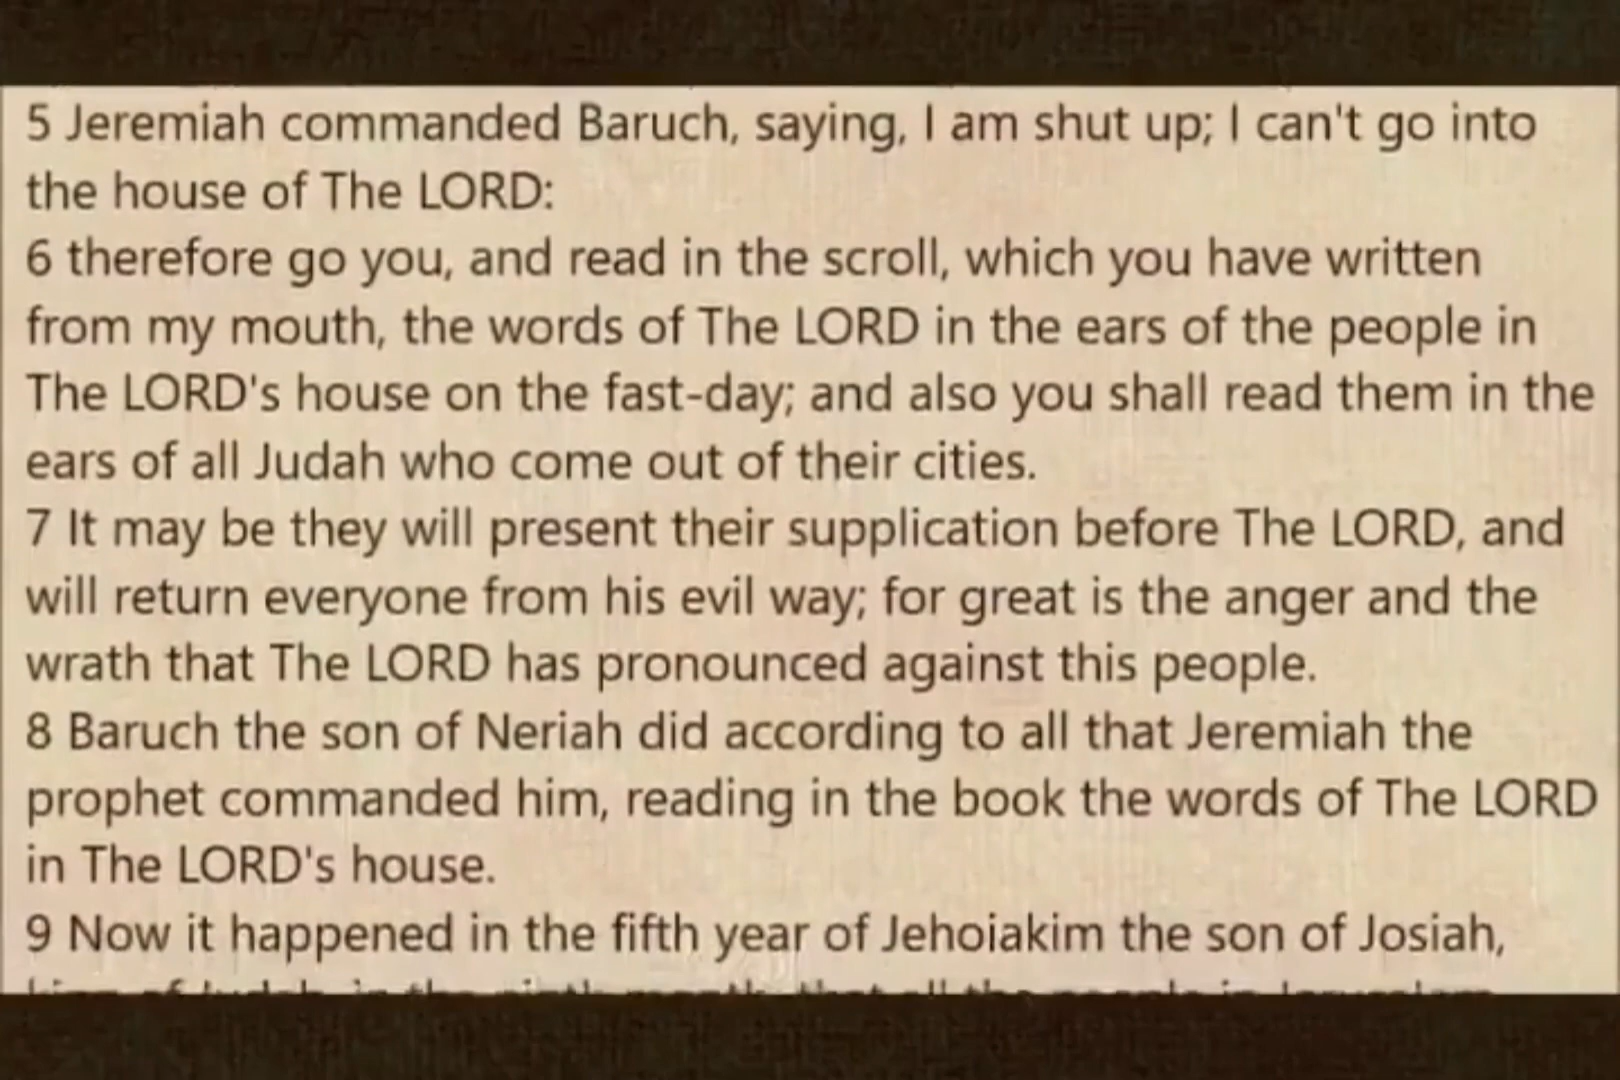 5 Jeremiah commanded Baruch, saying, I am shut up; I can't go into
the house of The LORD:
6 therefore go you, and read in the scroll, which you have written
from my mouth, the words of The LORD in the ears of the people in
The LORD's house on the fast-day; and also you shall read them in the
ears of all Judah who come out of their cities.
7 It may be they will present their supplication before The LORD, and
will return everyone from his evil way; for great is the anger and the
wrath that The LORD has pronounced against this people.
8 Baruch the son of Neriah did according to all that Jeremiah the
prophet commanded him, reading in the book the words of The LORD
in The LORD's house.
9 Now it happened in the fifth year of Jehoiakim the son of Josiah,